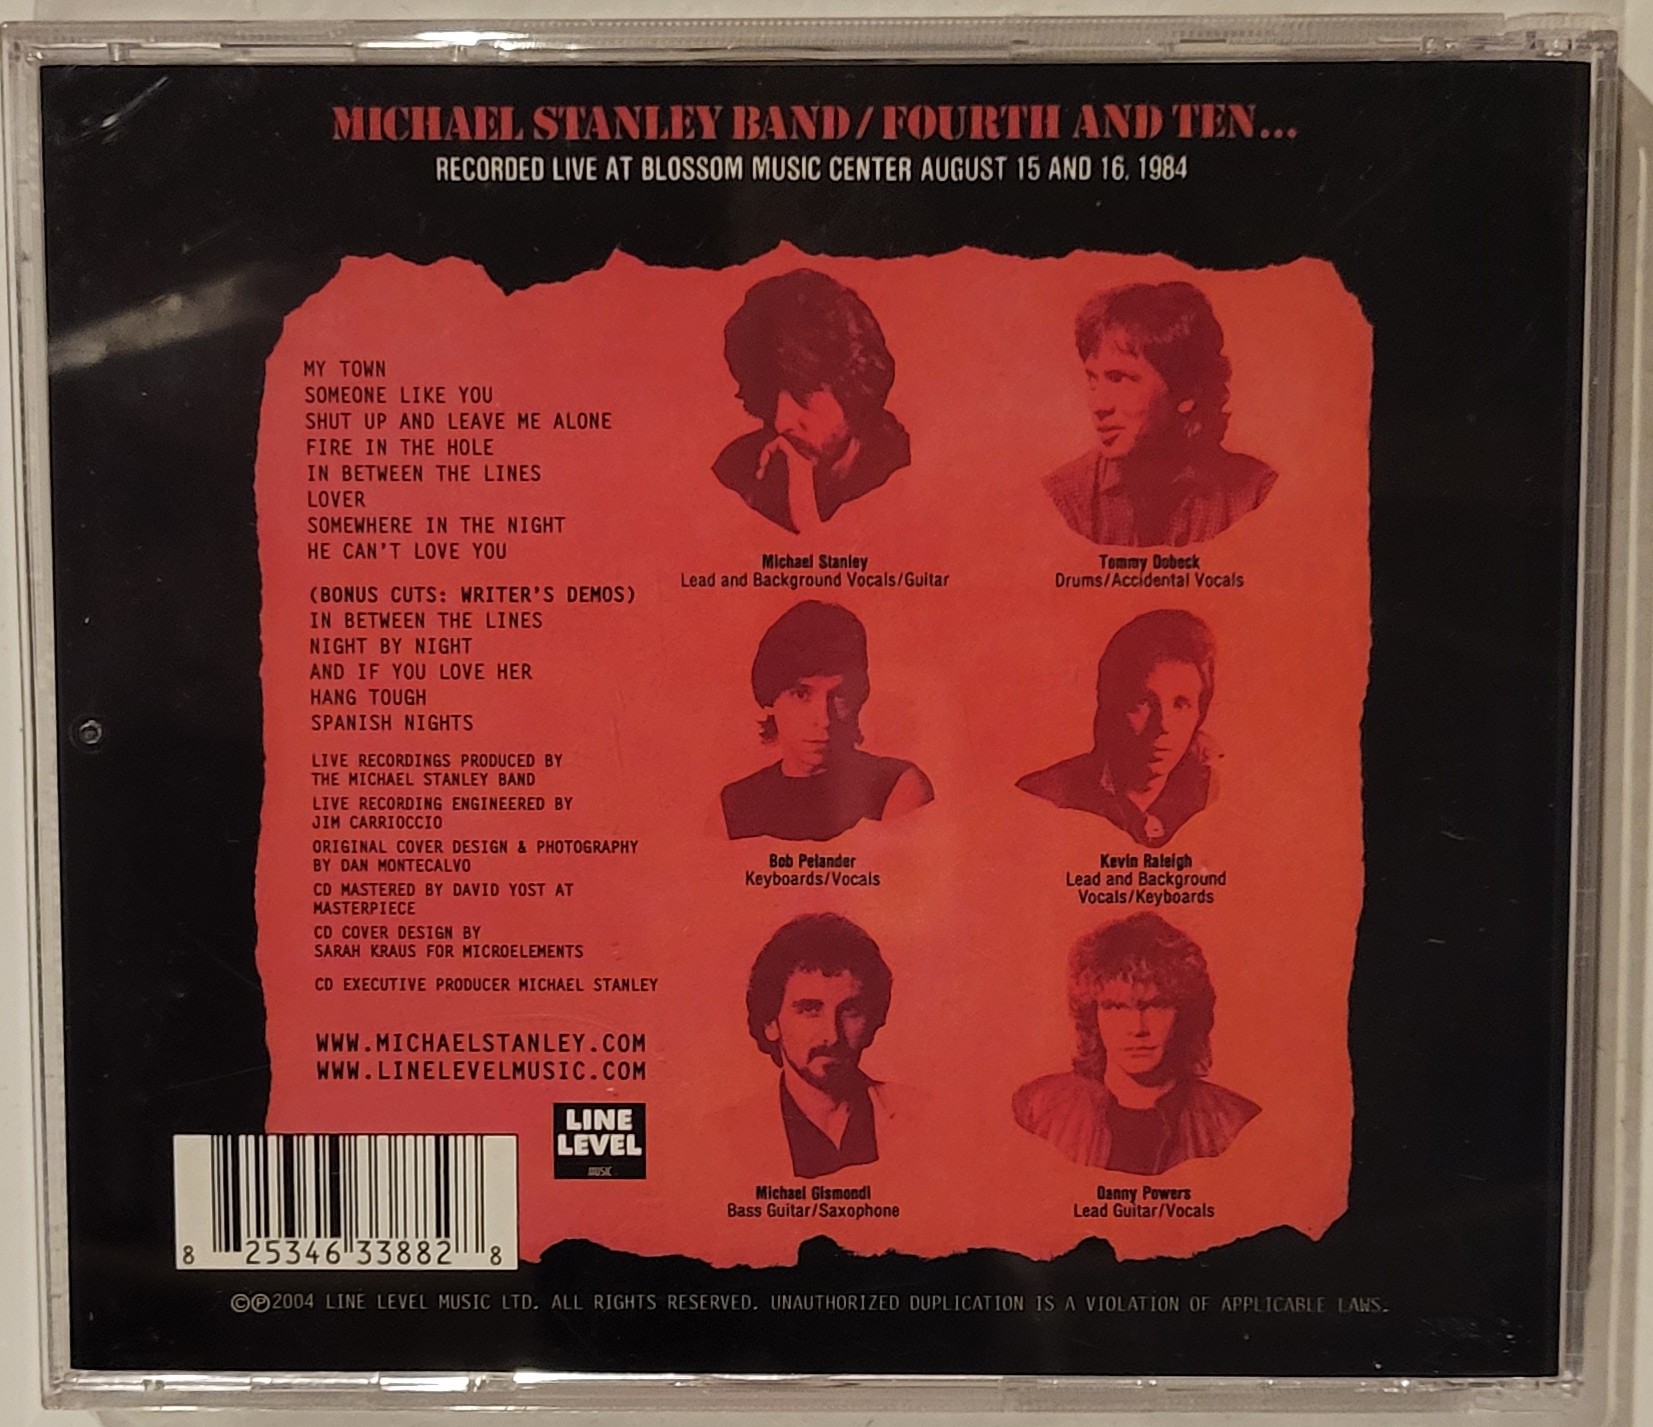 MICHAEL STANLEY BAND/FOURTH AND TEN...
RECORDED LIVE AT BLOSSOM MUSIC CENTER AUGUST 15 AND 16, 1984
MY TOWN
SOMEONE LIKE YOU
SHUT UP AND LEAVE ME ALONE
FIRE IN THE HOLE
IN BETWEEN THE LINES
LOVER
SOMEWHERE IN THE NIGHT
HE CAN'T LOVE YOU
(BONUS CUTS: WRITER'S DEMOS)
IN BETWEEN THE LINES
NIGHT BY NIGHT
AND IF YOU LOVE HER
HANG TOUGH
SPANISH NIGHTS
LIVE RECORDINGS PRODUCED BY
THE MICHAEL STANLEY BAND
LIVE RECORDING ENGINEERED BY
JIM CARRIOCCIO
ORIGINAL COVER DESIGN & PHOTOGRAPHY
BY DAN MONTECALVO
CD MASTERED BY DAVID YOST AT
MASTERPIECE
CD COVER DESIGN BY
SARAH KRAUS FOR MICROELEMENTS
CD EXECUTIVE PRODUCER MICHAEL STANLEY
WWW.MICHAELSTANLEY.COM
WWW.LINELEVELMUSIC.COM
LINE
LEVEL
MUSIC
Michael Stanley
Lead and Background Vocals/Guitar
Tommy Dobeck
Drums/Accidental Vocals
Bob Pelander
Keyboards/Vocals
Kevin Raleigh
Lead and Background
Vocals/Keyboards
Michael Gismondi
Bass Guitar/Saxophone
Danny Powers
Lead Guitar/Vocals
8 25346 33882 8
©℗2004 LINE LEVEL MUSIC LTD. ALL RIGHTS RESERVED. UNAUTHORIZED DUPLICATION IS A VIOLATION OF APPLICABLE LAWS.